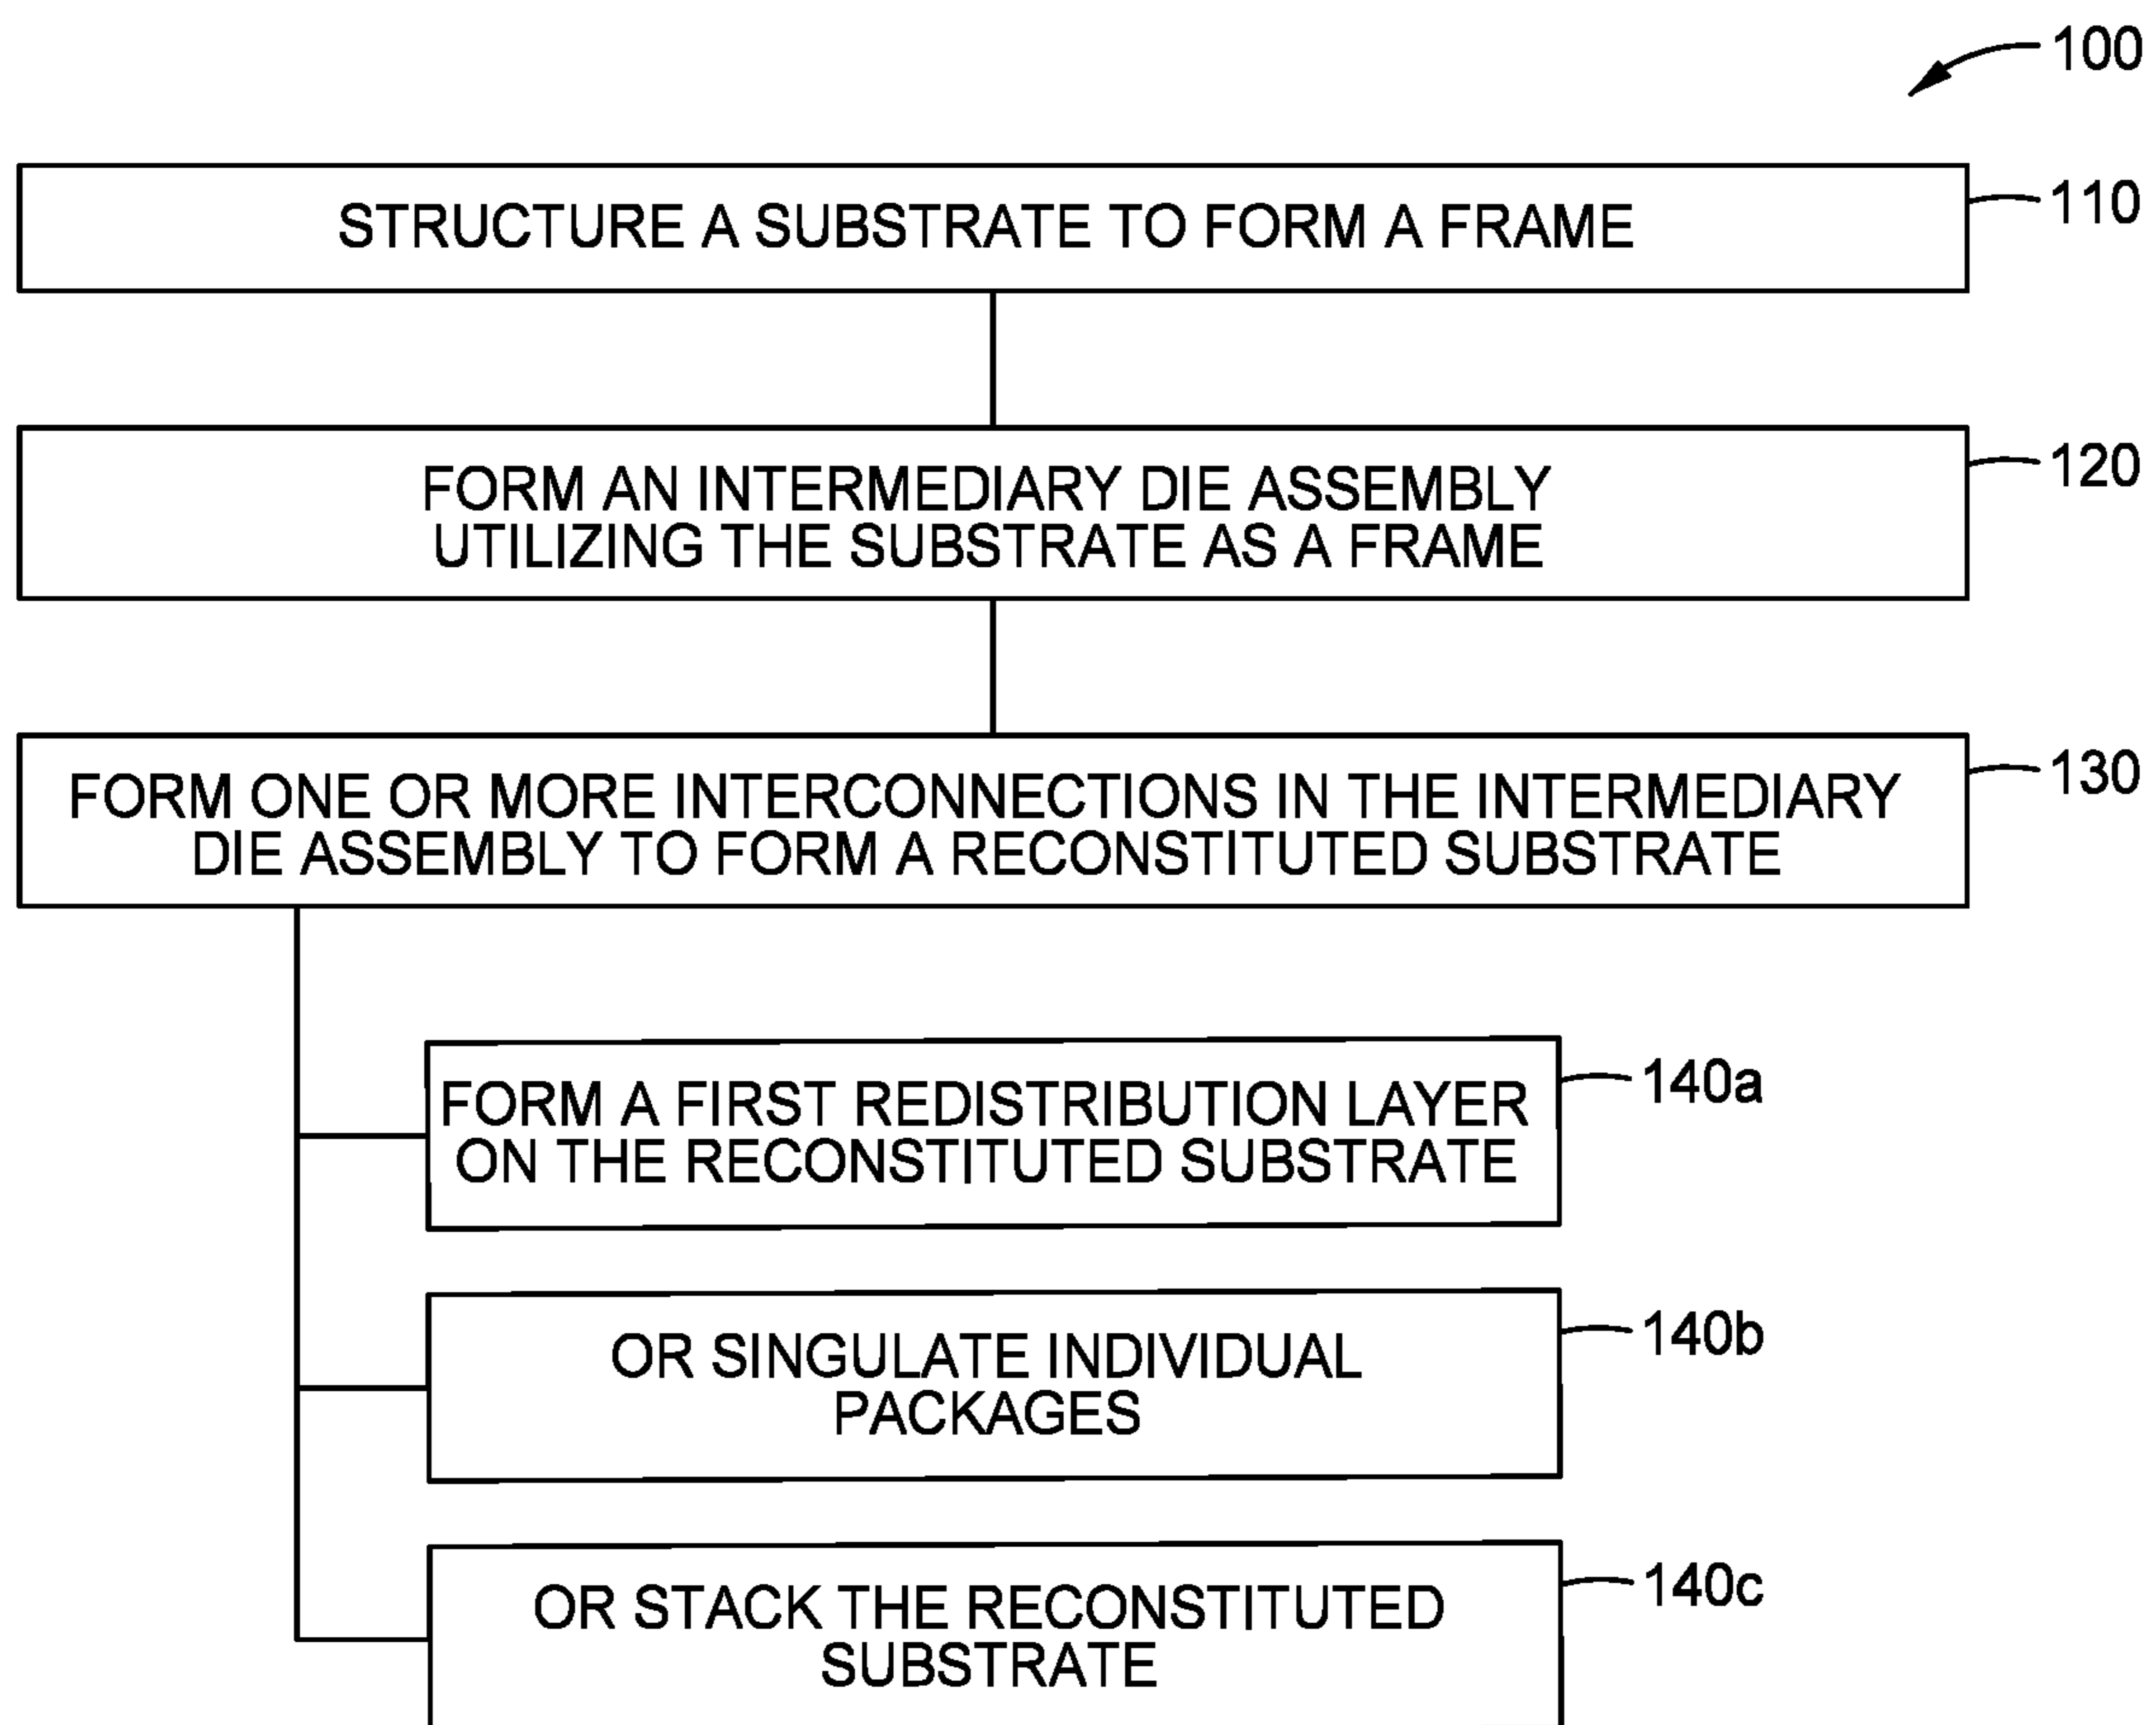 100
STRUCTURE A SUBSTRATE TO FORM A FRAME
110
FORM AN INTERMEDIARY DIE ASSEMBLY
UTILIZING THE SUBSTRATE AS A FRAME
120
FORM ONE OR MORE INTERCONNECTIONS IN THE INTERMEDIARY
DIE ASSEMBLY TO FORM A RECONSTITUTED SUBSTRATE
130
FORM A FIRST REDISTRIBUTION LAYER
ON THE RECONSTITUTED SUBSTRATE
140a
OR SINGULATE INDIVIDUAL
PACKAGES
140b
OR STACK THE RECONSTITUTED
SUBSTRATE
140c